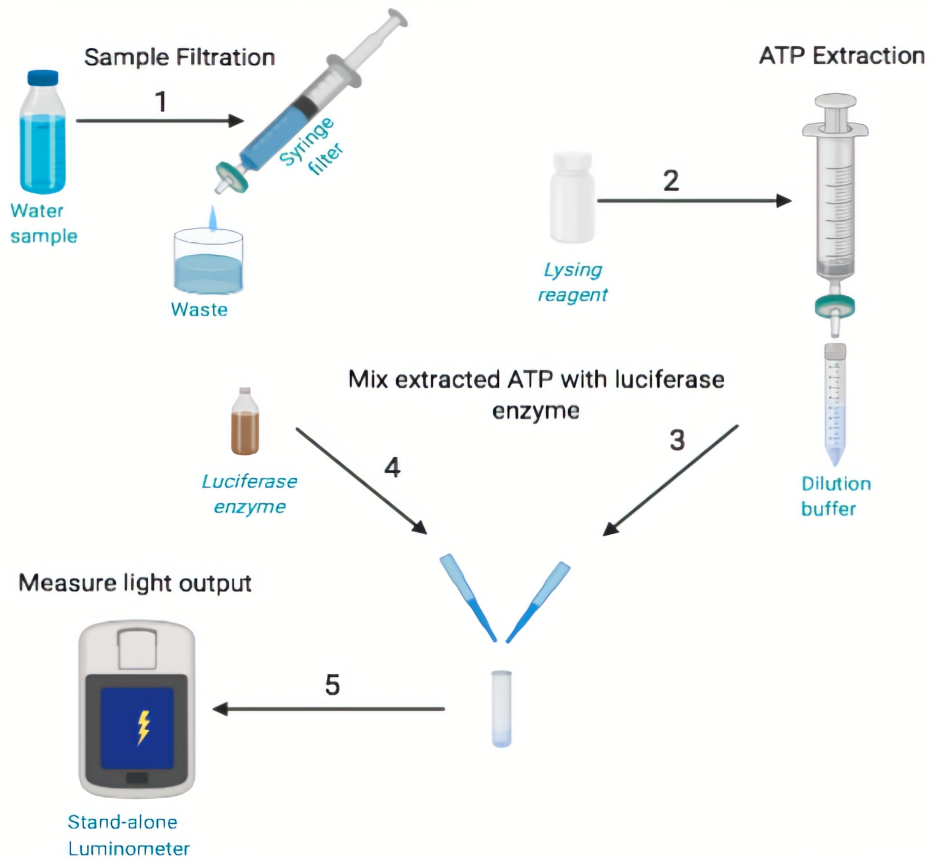 Sample Filtration
1
Syringe
filter
Water
sample
Waste
ATP Extraction
2
Lysing
reagent
Dilution
buffer
Mix extracted ATP with luciferase
enzyme
3
4
Luciferase
enzyme
Measure light output
5
Stand-alone
Luminometer